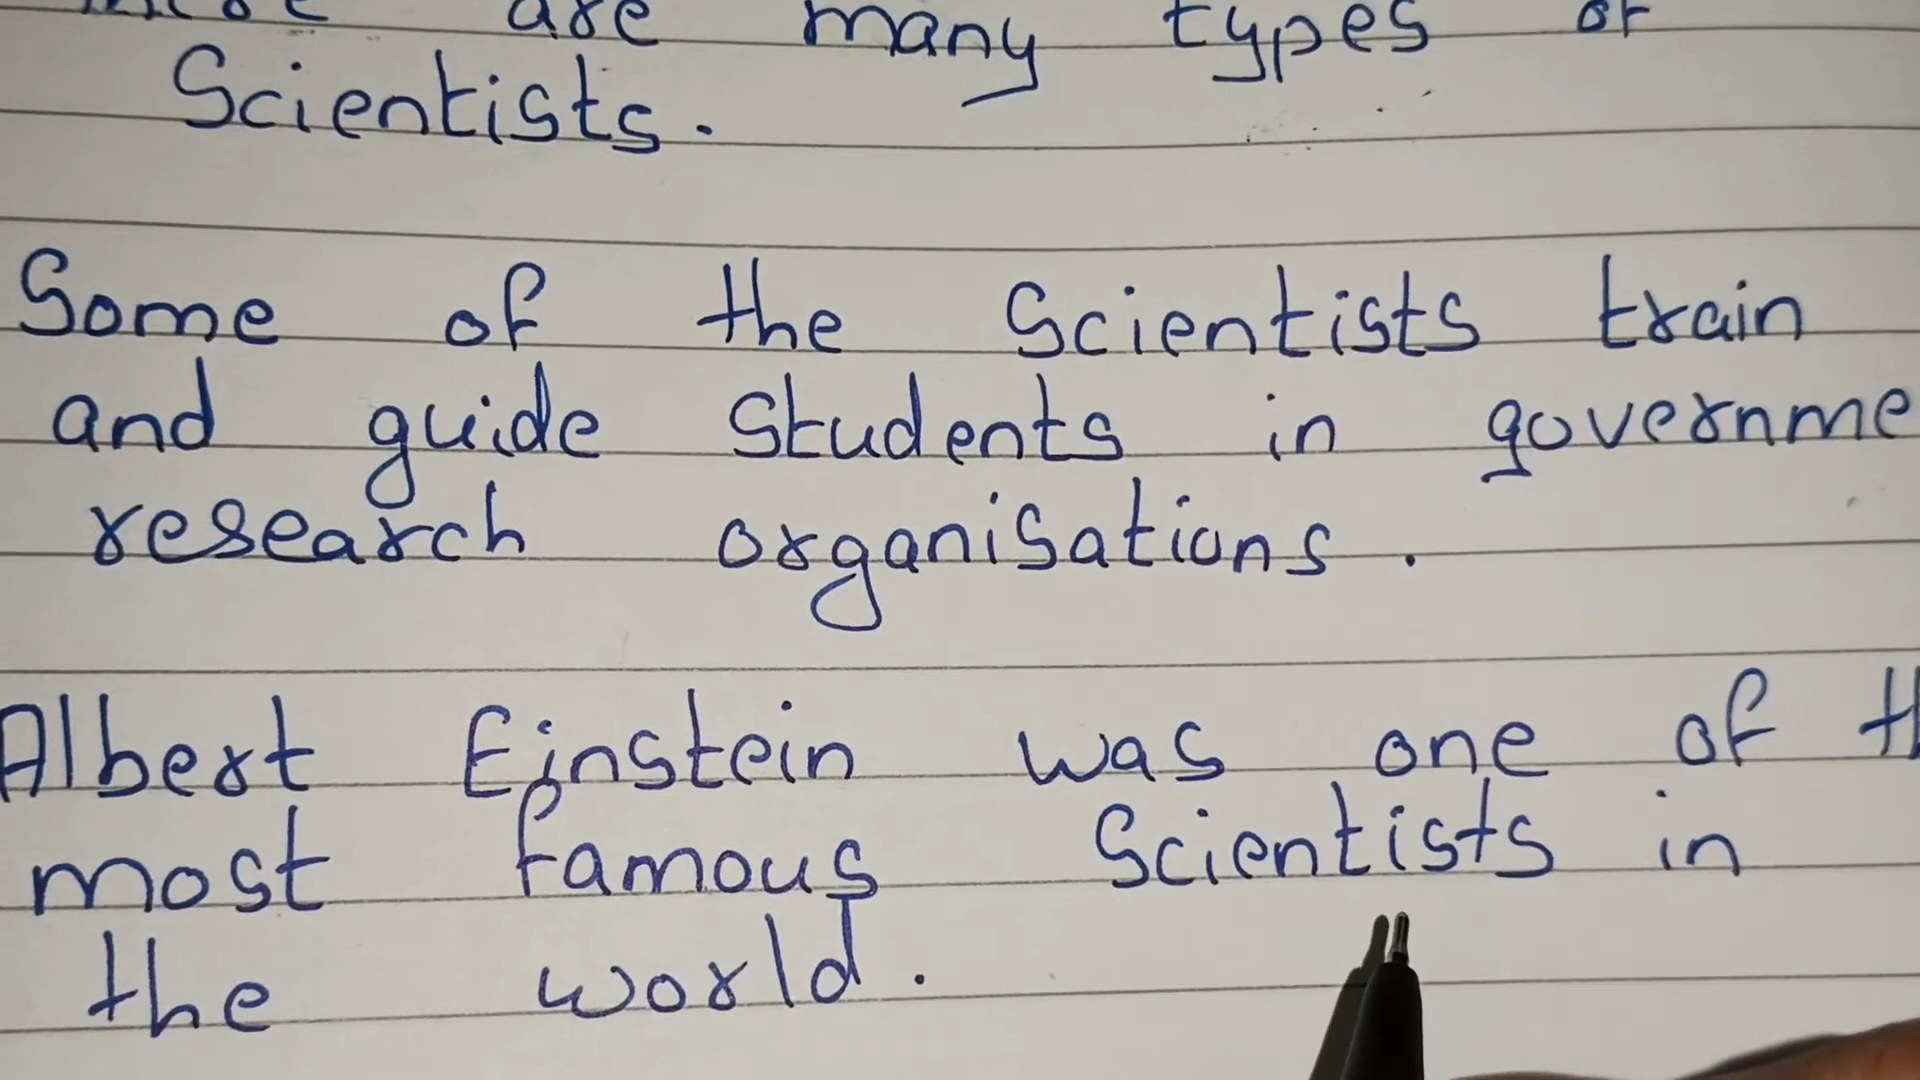 are many types of
Scientists.
Some of the Scientists train
and guide Students in governme
research organisations.
Albert Einstein was one of th
most famous Scientists in
the world.